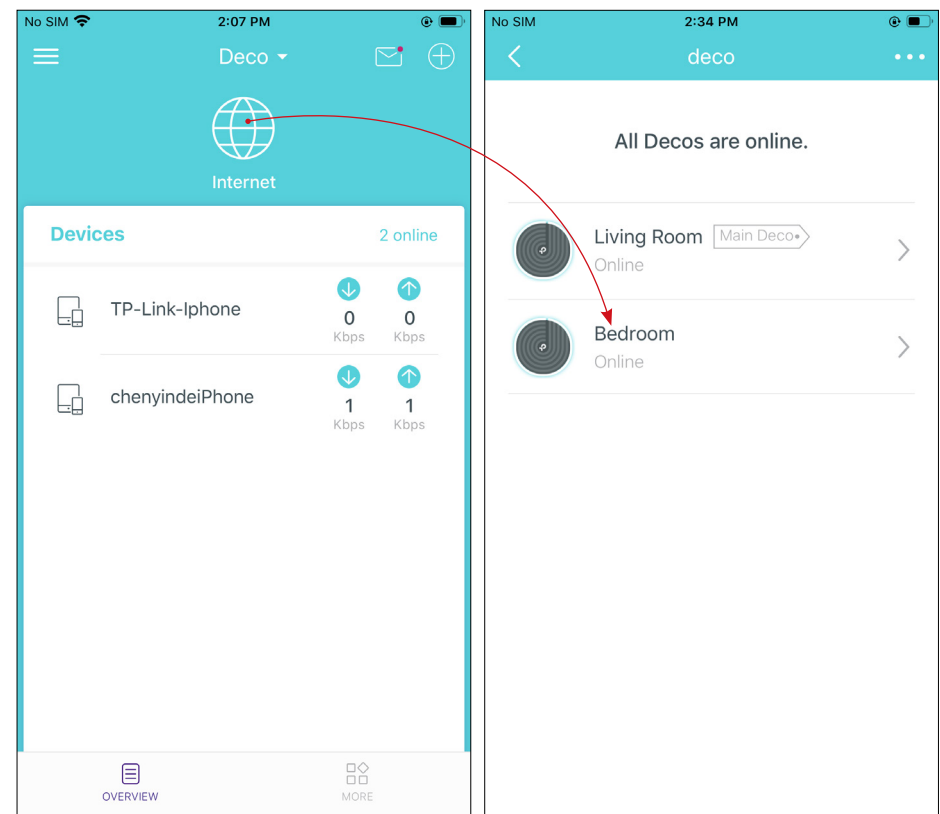 No SIM 2:07 PM
Deco
Internet
Devices 2 online
TP-Link-Iphone
0 0
Kbps Kbps
chenyindeiPhone
1 1
Kbps Kbps
OVERVIEW MORE
No SIM 2:34 PM
deco
All Decos are online.
Living Room Main Deco
Online
Bedroom
Online